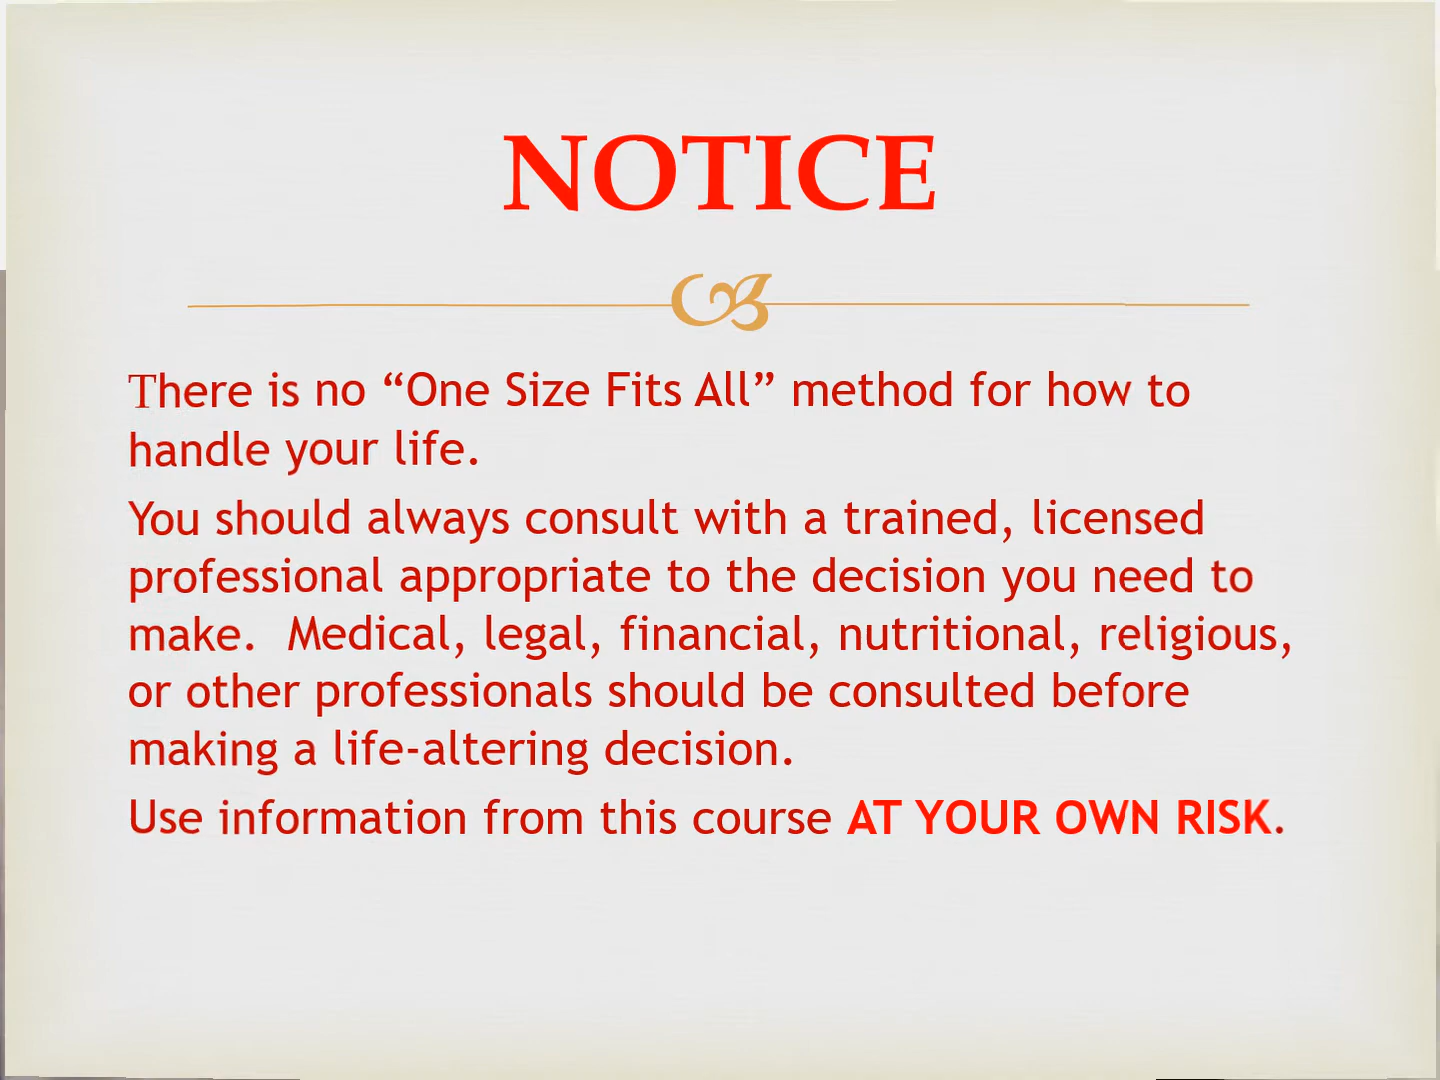 NOTICE
There is no “One Size Fits All” method for how to
handle your life.
You should always consult with a trained, licensed
professional appropriate to the decision you need to
make.  Medical, legal, financial, nutritional, religious,
or other professionals should be consulted before
making a life-altering decision.
Use information from this course AT YOUR OWN RISK.